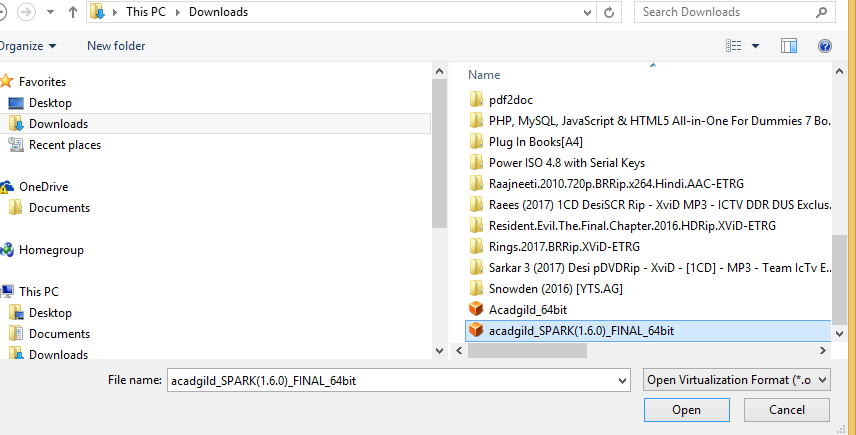 This PC Downloads Search Downloads
Organize New folder
Favorites
Desktop
Downloads
Recent places
OneDrive
Documents
Homegroup
This PC
Desktop
Documents
Downloads
Name
pdf2doc
PHP, MySQL, JavaScript & HTML5 All-in-One For Dummies 7 Bo...
Plug In Books[A4]
Power ISO 4.8 with Serial Keys
Raajneeti.2010.720p.BRRip.x264.Hindi.AAC-ETRG
Raees (2017) 1CD DesiSCR Rip - XviD MP3 - ICTV DDR DUS Exclus...
Resident.Evil.The.Final.Chapter.2016.HDRip.XViD-ETRG
Rings.2017.BRRip.XViD-ETRG
Sarkar 3 (2017) Desi pDVDRip - XviD - [1CD] - MP3 - Team IcTv E...
Snowden (2016) [YTS.AG]
Acadgild_64bit
acadgild_SPARK(1.6.0)_FINAL_64bit
File name: acadgild_SPARK(1.6.0)_FINAL_64bit Open Virtualization Format (*.o
Open Cancel